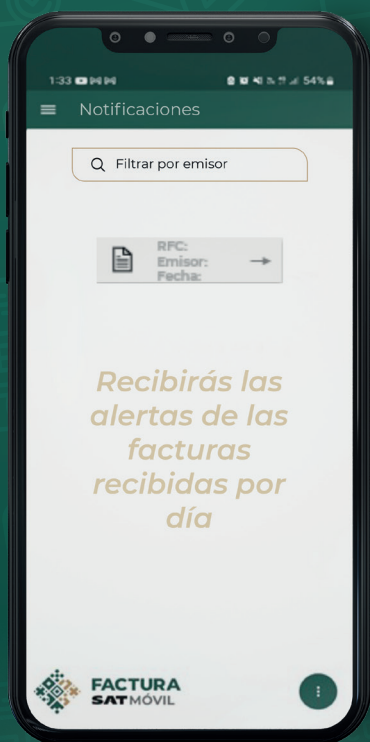 1:33
54%
Notificaciones
Filtrar por emisor
RFC:
Emisor:
Fecha:
Recibirás las
alertas de las
facturas
recibidas por
día
FACTURA
SAT MÓVIL